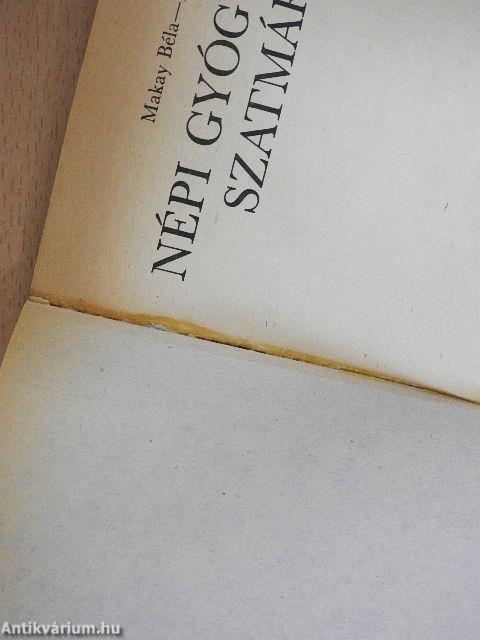 Makay Béla—
NÉPI GYÓG
SZATMÁR
Antikvárium.hu